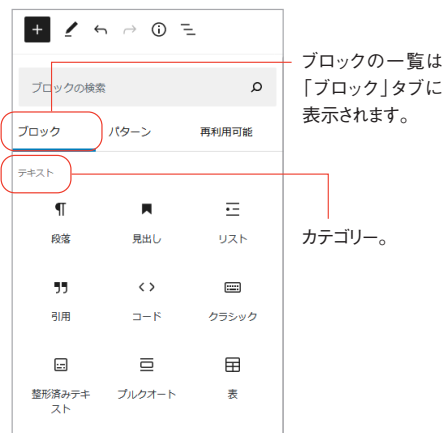 ブロックの検索
ブロック パターン 再利用可能
テキスト
段落 見出し リスト
引用 コード クラシック
整形済みテキ プルクオート 表
スト
ブロックの一覧は
「ブロック」タブに
表示されます。
カテゴリー。